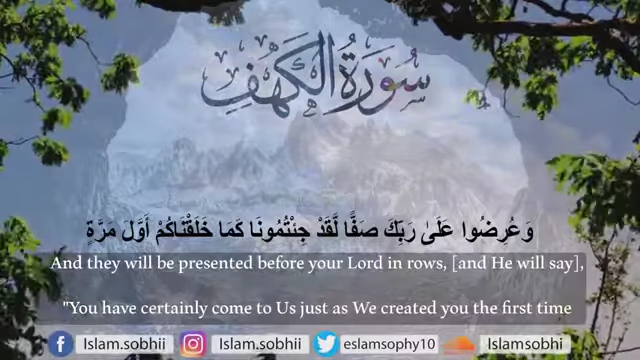 سُورَةُ الكَهْفِ
وَعُرِضُوا عَلَىٰ رَبِّكَ صَفًّا لَّقَدْ جِئْتُمُونَا كَمَا خَلَقْنَاكُمْ أَوَّلَ مَرَّةٍ
And they will be presented before your Lord in rows, [and He will say],
"You have certainly come to Us just as We created you the first time
Islam.sobhii Islam.sobhii eslamsophy10 Islamsobhi